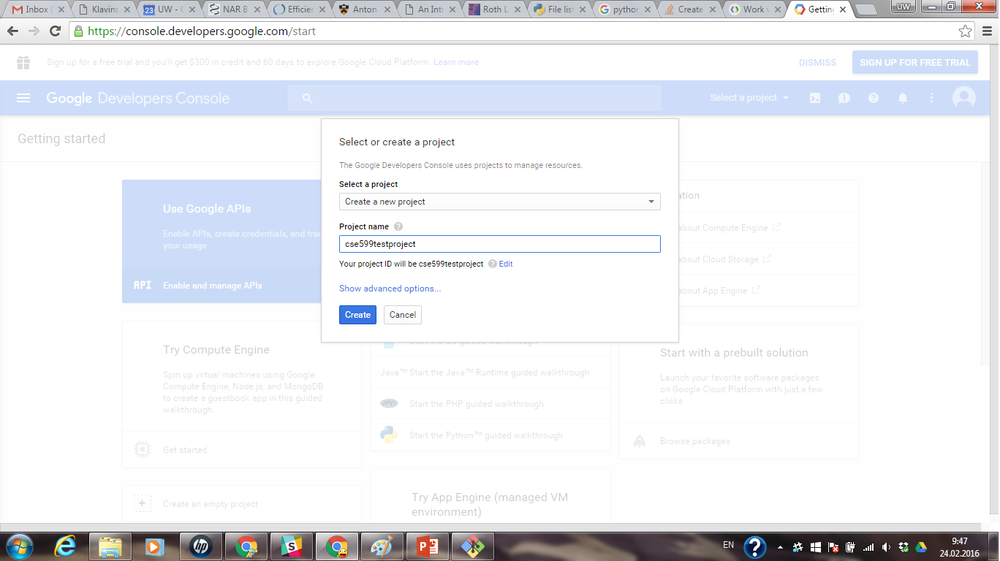 Inbox (
Klavins
23 UW - C
NAR B
Efficien
Anton
An Intr
Roth L
File list
python
Create
Work w
Getting
UW
https://console.developers.google.com/start
Sign up for a free trial and you'll get $300 in credit and 60 days to explore Google Cloud Platform. Learn more
DISMISS
SIGN UP FOR FREE TRIAL
Google Developers Console
Select a project
Getting started
Select or create a project
The Google Developers Console uses projects to manage resources.
Select a project
Create a new project
Project name
cse599testproject
Your project ID will be cse599testproject Edit
Show advanced options...
Create
Cancel
Use Google APIs
Enable APIs, create credentials, and trac
your usage
API Enable and manage APIs
ation
about Compute Engine
about Cloud Storage
about App Engine
Try Compute Engine
Spin up virtual machines using Google
Compute Engine, Node.js, and MongoDB
to create a guestbook app in this guided
walkthrough.
Get started
Create an empty project
Start the Go guided walkthrough
Java™ Start the Java™ Runtime guided walkthrough
php Start the PHP guided walkthrough
Start the Python™ guided walkthrough
Try App Engine (managed VM
environment)
Start with a prebuilt solution
Launch your favorite software packages
on Google Cloud Platform with just a few
clicks
Browse packages
hp
EN
9:47
24.02.2016